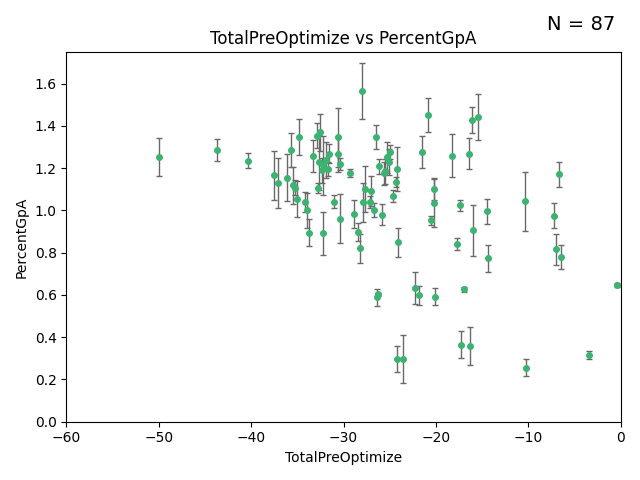 N = 87
TotalPreOptimize vs PercentGpA
1.6
1.4
1.2
1.0
0.8
0.6
0.4
0.2
0.0
PercentGpA
−60 −50 −40 −30 −20 −10 0
TotalPreOptimize